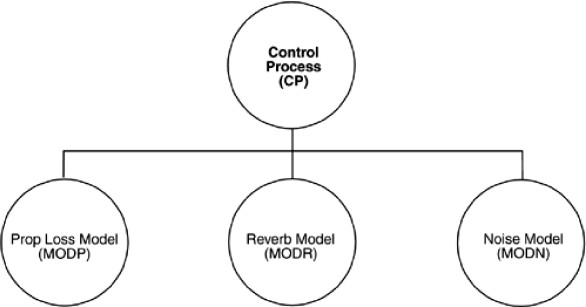 Control
Process
(CP)
Prop Loss Model
(MODP)
Reverb Model
(MODR)
Noise Model
(MODN)